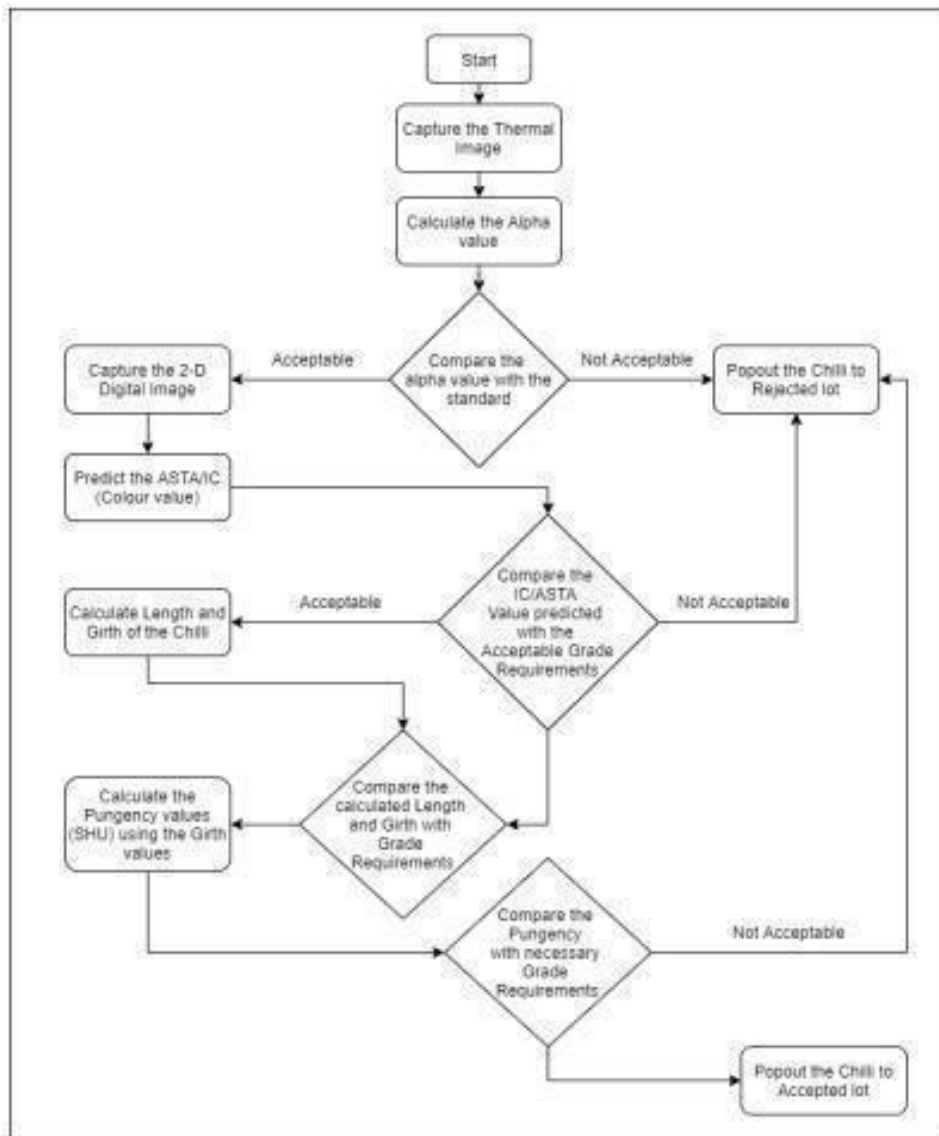 Start
Capture the Thermal
Image
Calculate the Alpha
value
Compare the
alpha value with the
standard
Acceptable
Not Acceptable
Capture the 2-D
Digital Image
Popout the Chilli to
Rejected lot
Predict the ASTA/IC
(Colour value)
Compare the
IC/ASTA
Value predicted
with the
Acceptable Grade
Requirements
Acceptable
Not Acceptable
Calculate Length and
Girth of the Chilli
Compare the
calculated Length
and Girth with
Grade
Requirements
Calculate the
Pungency values
(SHU) using the Girth
values
Compare the
Pungency
with necessary
Grade
Requirements
Not Acceptable
Popout the Chilli to
Accepted lot